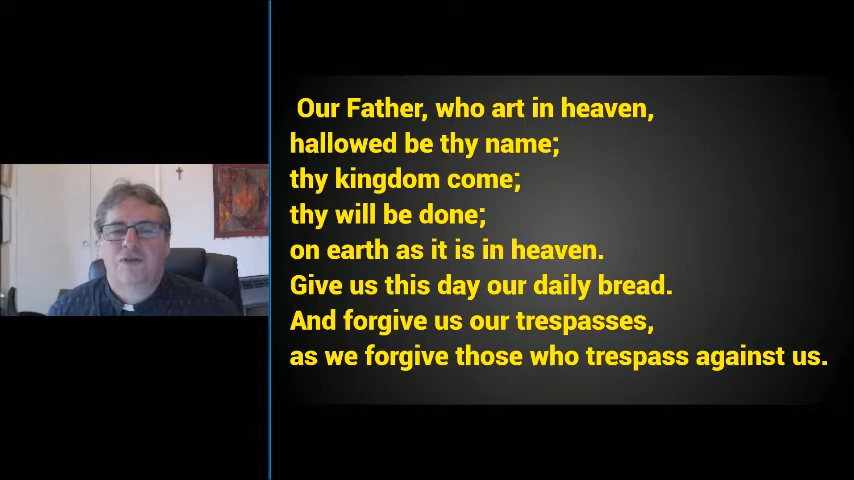 Our Father, who art in heaven,
hallowed be thy name;
thy kingdom come;
thy will be done;
on earth as it is in heaven.
Give us this day our daily bread.
And forgive us our trespasses,
as we forgive those who trespass against us.